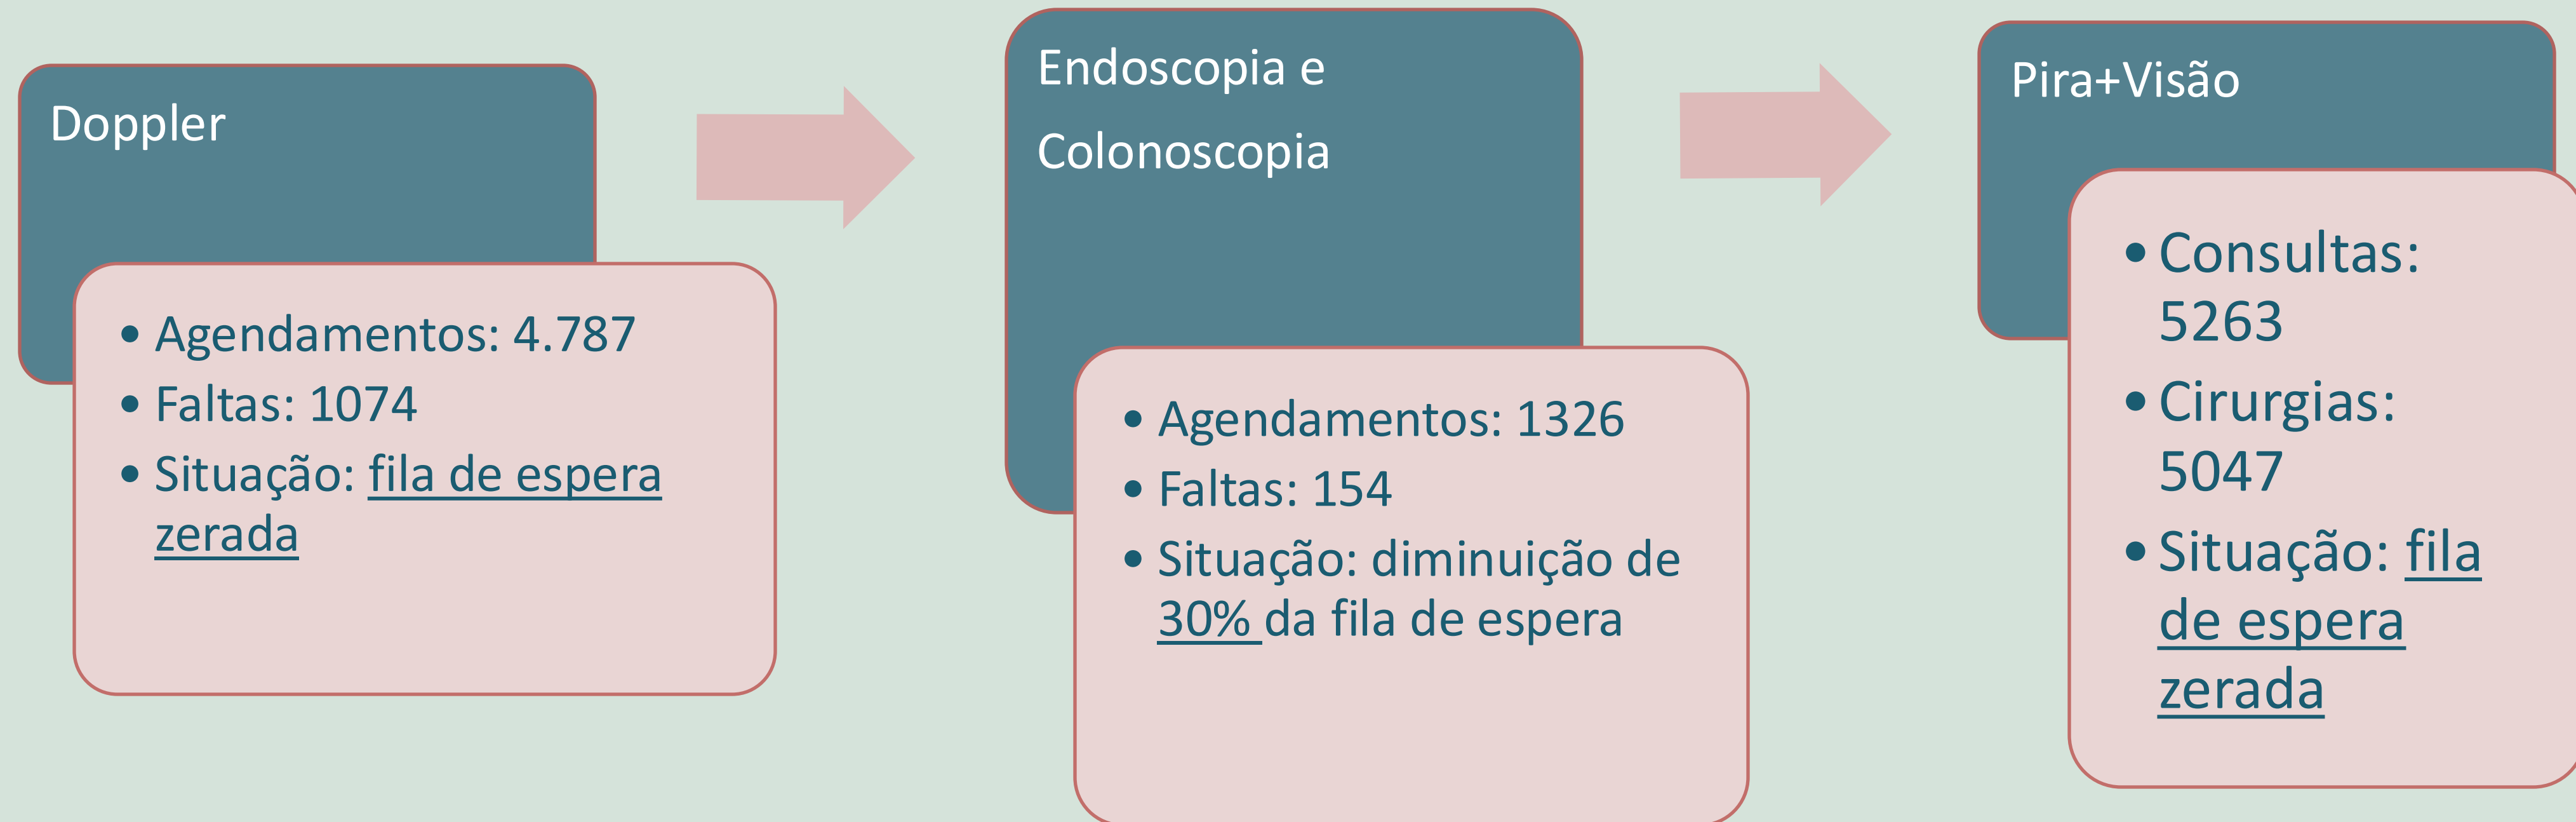 Doppler
• Agendamentos: 4.787
• Faltas: 1074
• Situação: fila de espera
zerada
Endoscopia e
Colonoscopia
• Agendamentos: 1326
• Faltas: 154
• Situação: diminuição de
30% da fila de espera
Pira+Visão
• Consultas:
5263
• Cirurgias:
5047
• Situação: fila
de espera
zerada